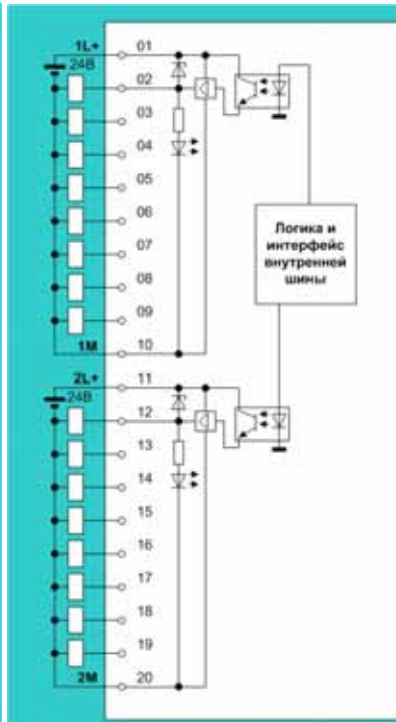 1L+ 01
24В
02
03
04
05
06
07
08
09
1M 10
Логика и
интерфейс
внутренней
шины
2L+ 11
24В
12
13
14
15
16
17
18
19
2M 20